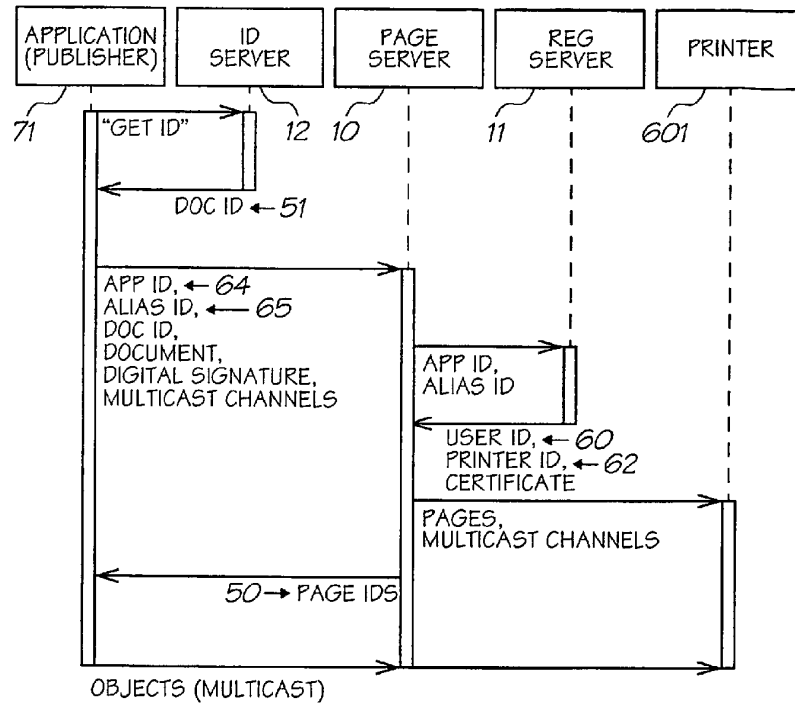 APPLICATION
(PUBLISHER)
ID
SERVER
PAGE
SERVER
REG
SERVER
PRINTER
71
12
10
11
601
"GET ID"
DOC ID ← 51
APP ID, ← 64
ALIAS ID, ← 65
DOC ID,
DOCUMENT,
DIGITAL SIGNATURE,
MULTICAST CHANNELS
APP ID,
ALIAS ID
USER ID, ← 60
PRINTER ID, ← 62
CERTIFICATE
PAGES,
MULTICAST CHANNELS
50 → PAGE IDS
OBJECTS (MULTICAST)